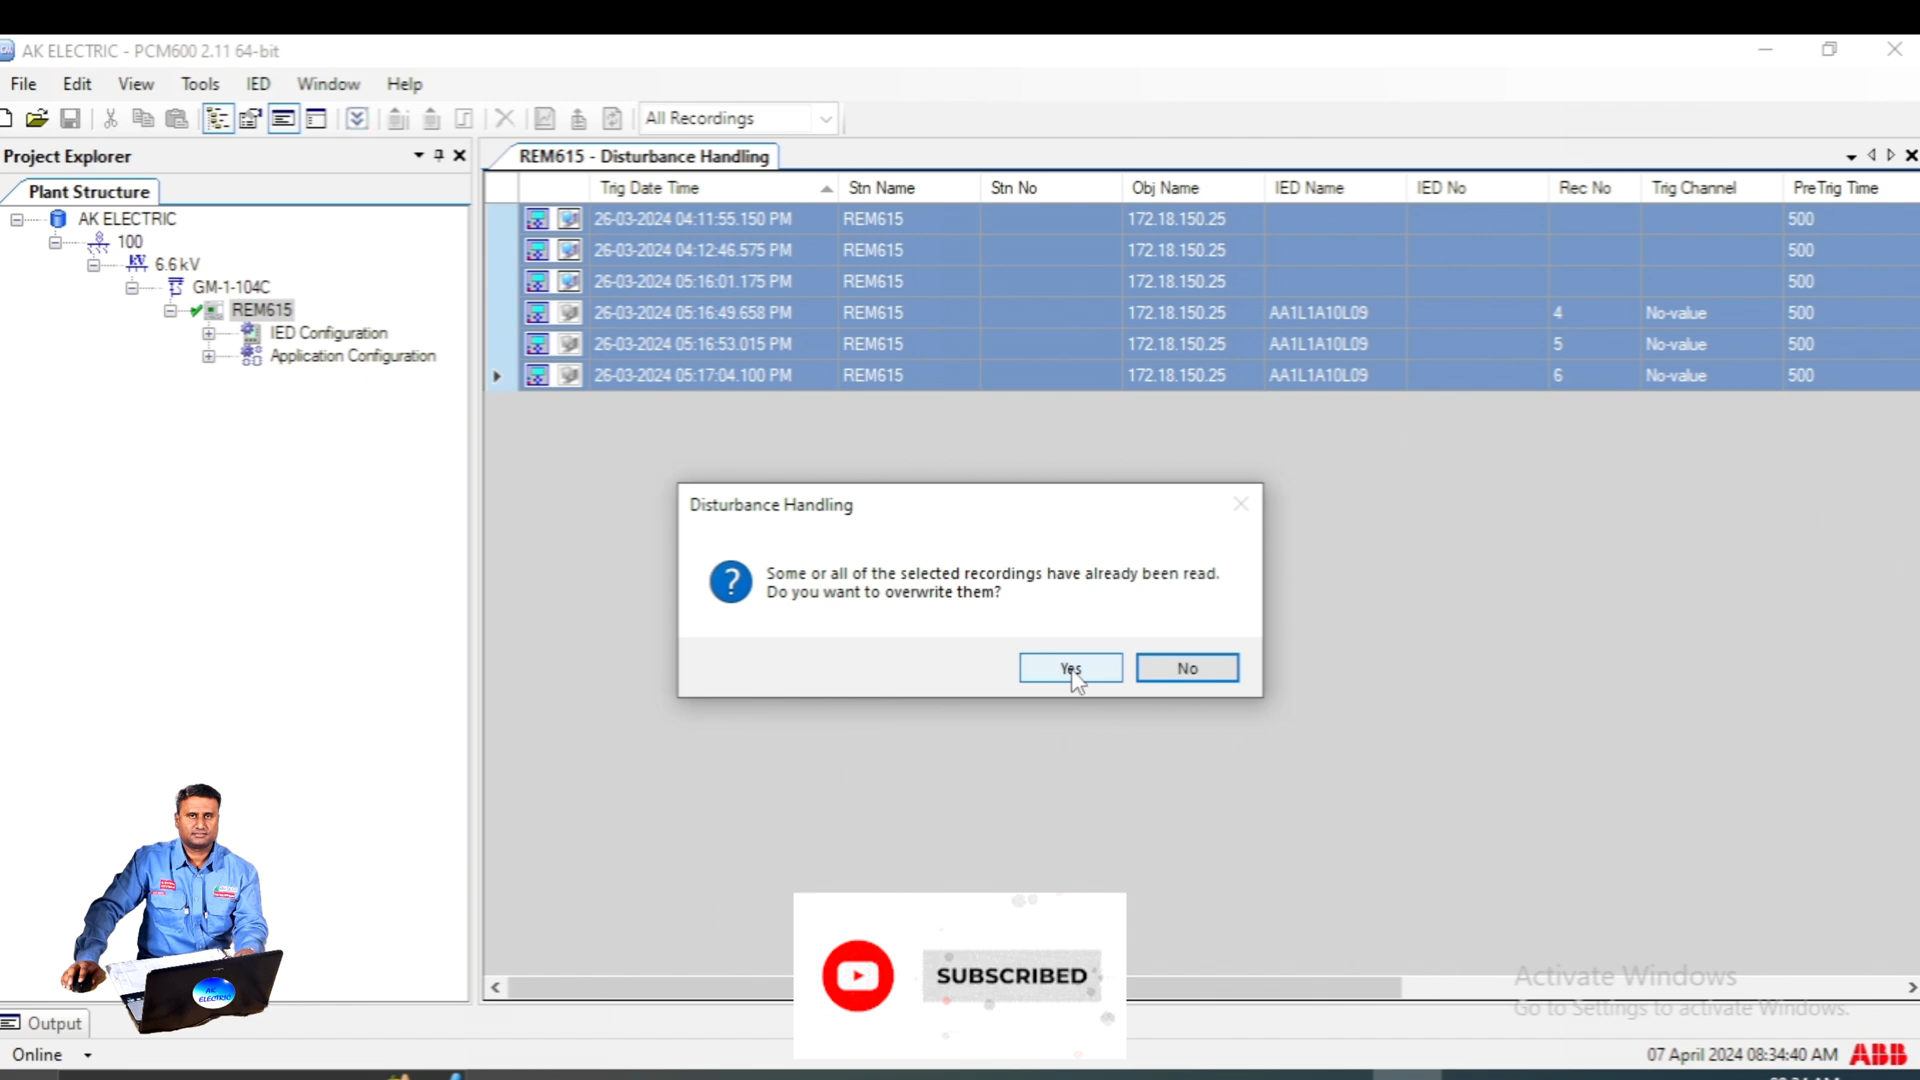 AK ELECTRIC - PCM600 2.11 64-bit
File Edit View Tools IED Window Help
All Recordings
Project Explorer
REM615 - Disturbance Handling
Plant Structure
Trig Date Time Stn Name Stn No Obj Name IED Name IED No Rec No Trig Channel PreTrig Time
AK ELECTRIC
100
6.6kV
GM-1-104C
REM615
IED Configuration
Application Configuration
26-03-2024 04:11:55.150 PM REM615 172.18.150.25 500
26-03-2024 04:12:46.575 PM REM615 172.18.150.25 500
26-03-2024 05:16:01.175 PM REM615 172.18.150.25 500
26-03-2024 05:16:49.658 PM REM615 172.18.150.25 AA1L1A10L09 4 No-value 500
26-03-2024 05:16:53.015 PM REM615 172.18.150.25 AA1L1A10L09 5 No-value 500
26-03-2024 05:17:04.100 PM REM615 172.18.150.25 AA1L1A10L09 6 No-value 500
Disturbance Handling
Some or all of the selected recordings have already been read.
Do you want to overwrite them?
Yes No
AK
ELECTRIC
SUBSCRIBED
Activate Windows
Go to Settings to activate Windows.
Output
Online
07 April 2024 08:34:40 AM ABB